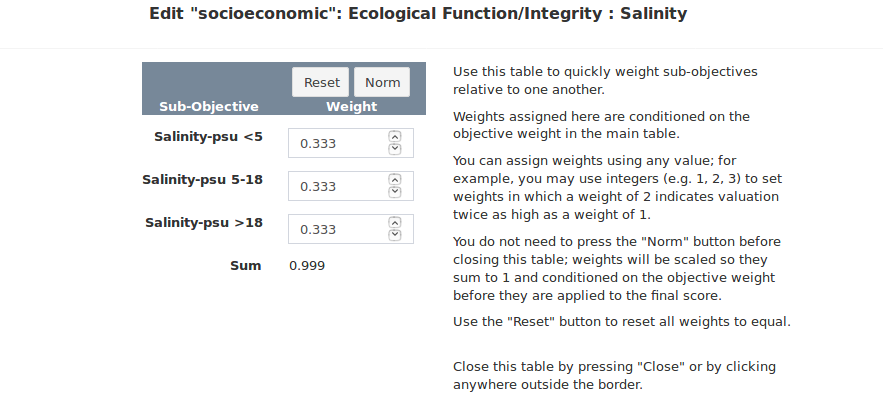 Edit "socioeconomic": Ecological Function/Integrity : Salinity
Reset Norm
Sub-Objective Weight
Salinity-psu <5 0.333
Salinity-psu 5-18 0.333
Salinity-psu >18 0.333
Sum 0.999
Use this table to quickly weight sub-objectives
relative to one another.
Weights assigned here are conditioned on the
objective weight in the main table.
You can assign weights using any value; for
example, you may use integers (e.g. 1, 2, 3) to set
weights in which a weight of 2 indicates valuation
twice as high as a weight of 1.
You do not need to press the "Norm" button before
closing this table; weights will be scaled so they
sum to 1 and conditioned on the objective weight
before they are applied to the final score.
Use the "Reset" button to reset all weights to equal.
Close this table by pressing "Close" or by clicking
anywhere outside the border.